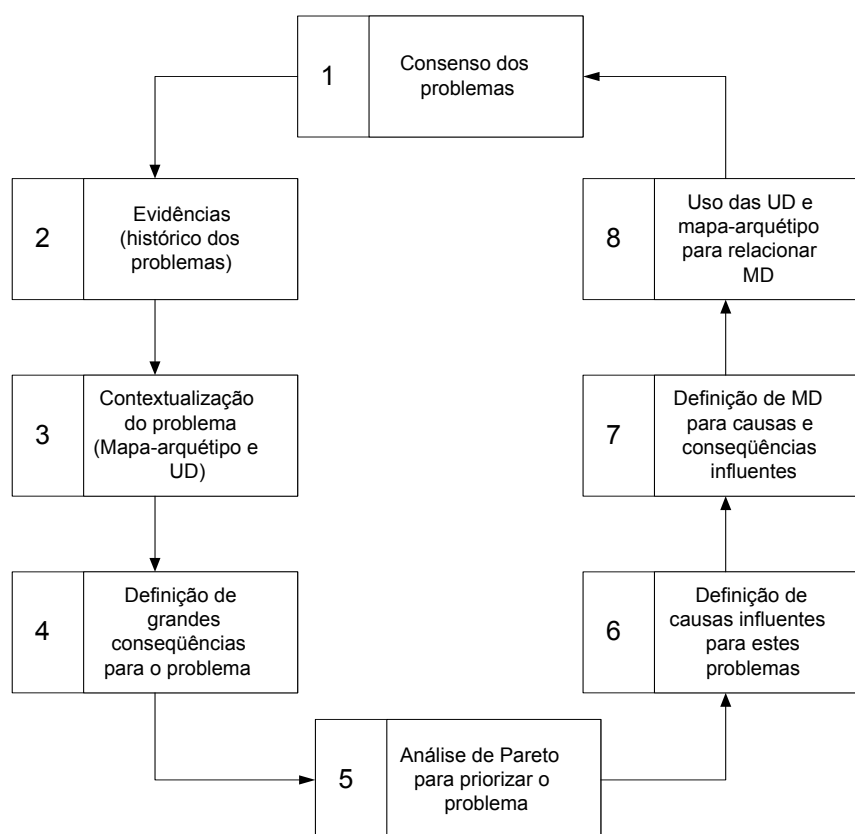 1
Consenso dos
problemas
2
Evidências
(histórico dos
problemas)
3
Contextualização
do problema
(Mapa-arquétipo e
UD)
4
Definição de
grandes
conseqüências
para o problema
5
Análise de Pareto
para priorizar o
problema
6
Definição de
causas influentes
para estes
problemas
7
Definição de MD
para causas e
conseqüências
influentes
8
Uso das UD e
mapa-arquétipo
para relacionar
MD